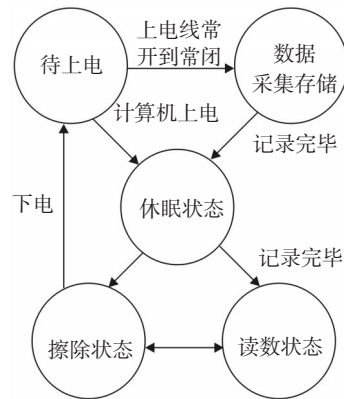 待上电
上电线常
开到常闭
数据
采集存储
计算机上电
记录完毕
休眠状态
下电
记录完毕
擦除状态
读数状态